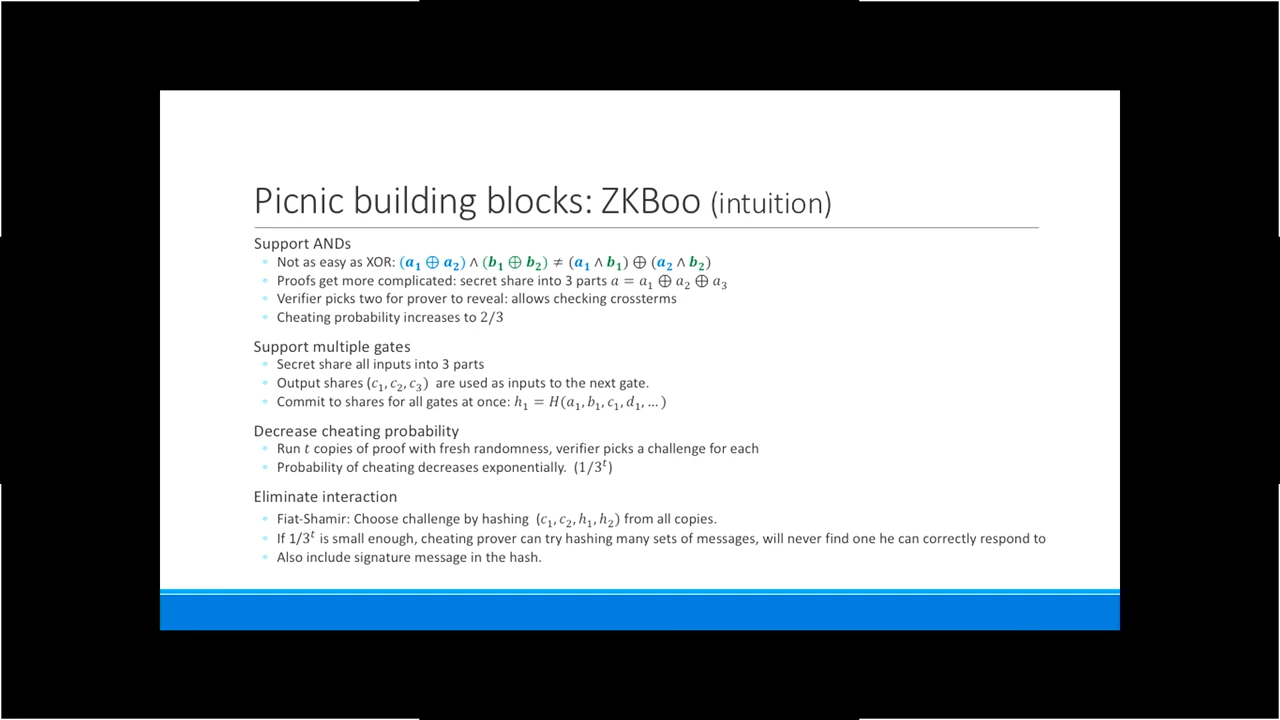 Picnic building blocks: ZKBoo (intuition)
Support ANDs
◦ Not as easy as XOR: (a₁ ⊕ a₂) ∧ (b₁ ⊕ b₂) ≠ (a₁ ∧ b₁) ⊕ (a₂ ∧ b₂)
◦ Proofs get more complicated: secret share into 3 parts a = a₁ ⊕ a₂ ⊕ a₃
◦ Verifier picks two for prover to reveal: allows checking crossterms
◦ Cheating probability increases to 2/3
Support multiple gates
◦ Secret share all inputs into 3 parts
◦ Output shares (c₁, c₂, c₃) are used as inputs to the next gate.
◦ Commit to shares for all gates at once: h₁ = H(a₁, b₁, c₁, d₁, … )
Decrease cheating probability
◦ Run t copies of proof with fresh randomness, verifier picks a challenge for each
◦ Probability of cheating decreases exponentially. (1/3ᵗ)
Eliminate interaction
◦ Fiat-Shamir: Choose challenge by hashing (c₁, c₂, h₁, h₂) from all copies.
◦ If 1/3ᵗ is small enough, cheating prover can try hashing many sets of messages, will never find one he can correctly respond to
◦ Also include signature message in the hash.